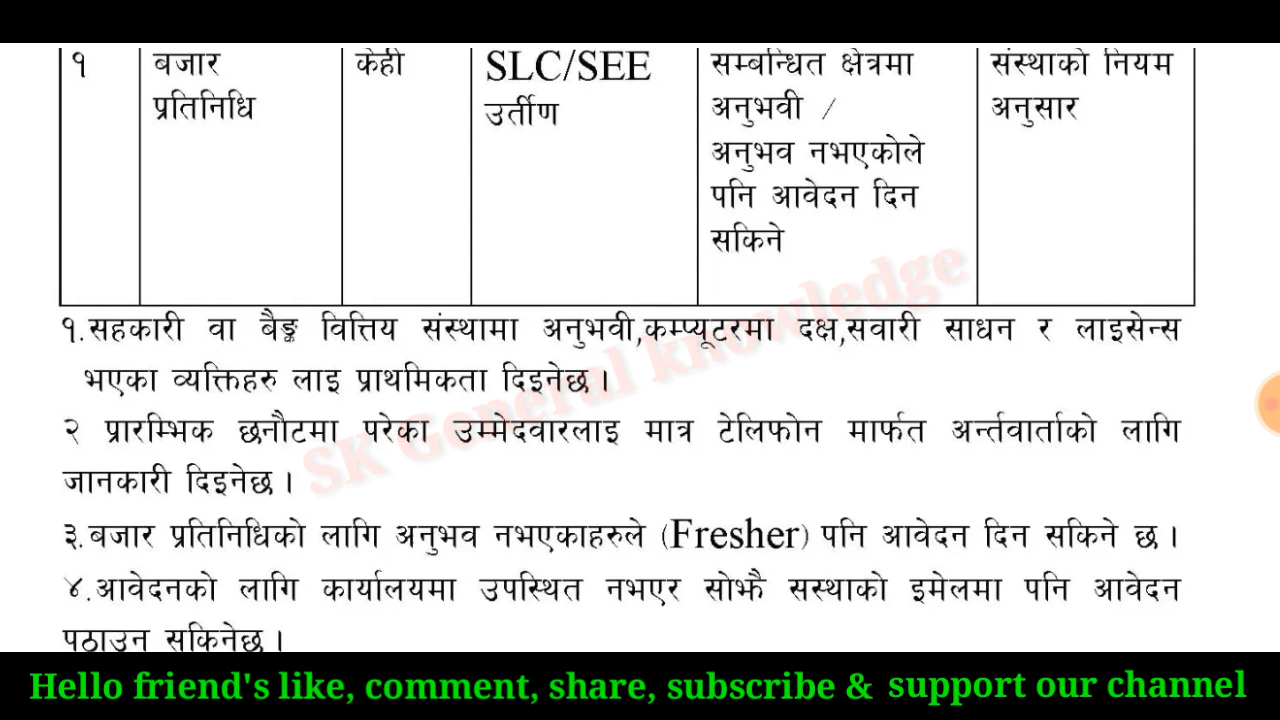 १ बजार केही SLC/SEE सम्बन्धित क्षेत्रमा संस्थाको नियम
प्रतिनिधि उर्तीण अनुभवी / अनुसार
अनुभव नभएकोले
पनि आवेदन दिन
सकिने
१.सहकारी वा बैङ्क वित्तिय संस्थामा अनुभवी,कम्प्यूटरमा दक्ष,सवारी साधन र लाइसेन्स
भएका व्यक्तिहरु लाइ प्राथमिकता दिइनेछ।
२ प्रारम्भिक छनौटमा परेका उम्मेदवारलाइ मात्र टेलिफोन मार्फत अर्न्तवार्ताको लागि
जानकारी दिइनेछ।
३.बजार प्रतिनिधिको लागि अनुभव नभएकाहरुले (Fresher) पनि आवेदन दिन सकिने छ।
४.आवेदनको लागि कार्यालयमा उपस्थित नभएर सोझै सस्थाको इमेलमा पनि आवेदन
पठाउन सकिनेछ।
SK General knowledge
Hello friend's like, comment, share, subscribe & support our channel